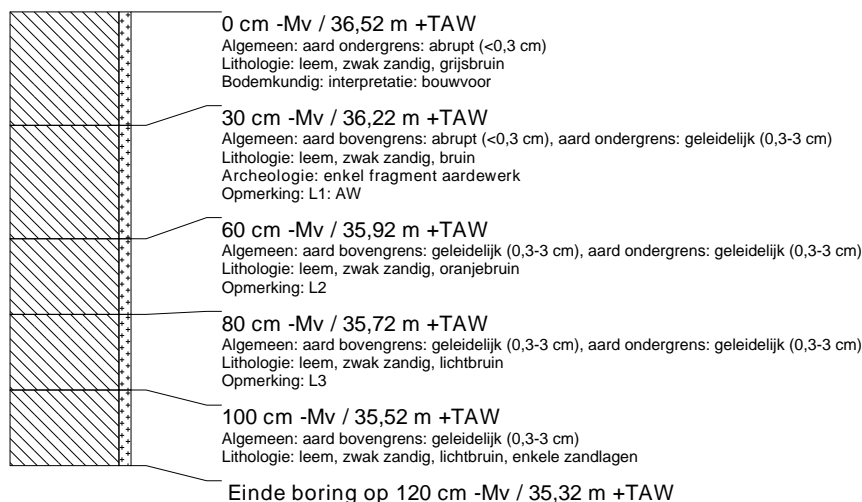 0 cm -Mv / 36,52 m +TAW
Algemeen: aard ondergrens: abrupt (<0,3 cm)
Lithologie: leem, zwak zandig, grijsbruin
Bodemkundig: interpretatie: bouwvoor
30 cm -Mv / 36,22 m +TAW
Algemeen: aard bovengrens: abrupt (<0,3 cm), aard ondergrens: geleidelijk (0,3-3 cm)
Lithologie: leem, zwak zandig, bruin
Archeologie: enkel fragment aardewerk
Opmerking: L1: AW
60 cm -Mv / 35,92 m +TAW
Algemeen: aard bovengrens: geleidelijk (0,3-3 cm), aard ondergrens: geleidelijk (0,3-3 cm)
Lithologie: leem, zwak zandig, oranjebruin
Opmerking: L2
80 cm -Mv / 35,72 m +TAW
Algemeen: aard bovengrens: geleidelijk (0,3-3 cm), aard ondergrens: geleidelijk (0,3-3 cm)
Lithologie: leem, zwak zandig, lichtbruin
Opmerking: L3
100 cm -Mv / 35,52 m +TAW
Algemeen: aard bovengrens: geleidelijk (0,3-3 cm)
Lithologie: leem, zwak zandig, lichtbruin, enkele zandlagen
Einde boring op 120 cm -Mv / 35,32 m +TAW